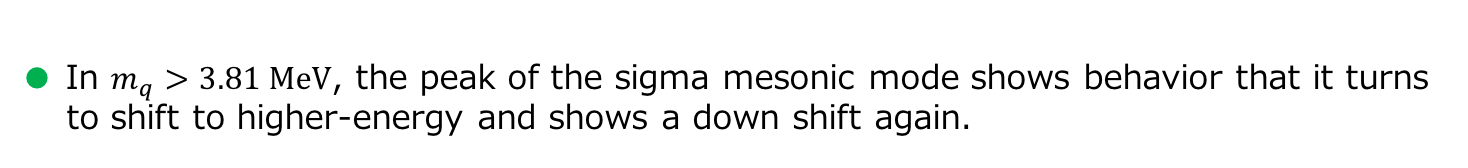 ● In 𝑚𝑞 > 3.81 MeV, the peak of the sigma mesonic mode shows behavior that it turns
to shift to higher-energy and shows a down shift again.